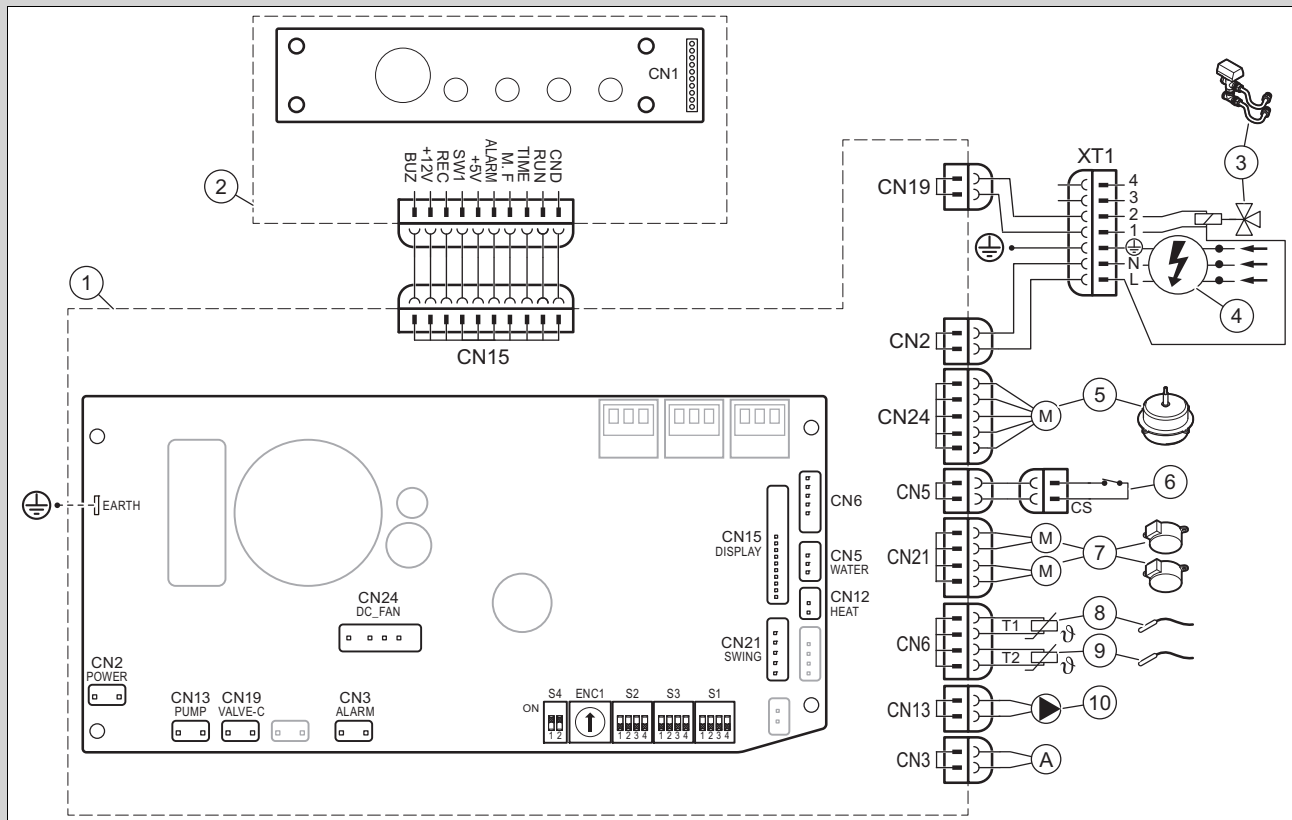 CN1
BUZ
+12V
REC
SW1
+5V
ALARM
M. F
TIME
RUN
CND
2
1
CN15
CN19
XT1
4
3
2
1
N
L
3
4
CN2
CN24
M
5
CN5
CS
6
CN21
M
M
7
CN6
T1
ϑ
8
T2
ϑ
9
CN13
10
CN3
A
EARTH
CN24
DC_FAN
CN15
DISPLAY
CN6
CN5
WATER
CN12
HEAT
CN21
SWING
CN2
POWER
CN13
PUMP
CN19
VALVE-C
CN3
ALARM
ON
S4
ENC1
S2
S3
S1
1 2
1 2 3 4
1 2 3 4
1 2 3 4